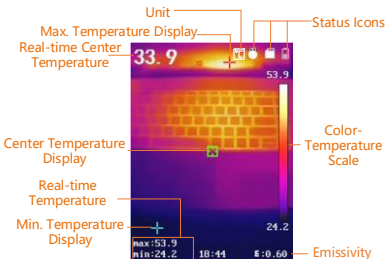 Unit
Max. Temperature Display
Status Icons
Real-time Center
Temperature
33.9
°C
53.9
Center Temperature
Display
Color-
Temperature
Scale
Real-time
Temperature
Min. Temperature
Display
24.2
max:53.9
min:24.2
18:44
E:0.60
Emissivity